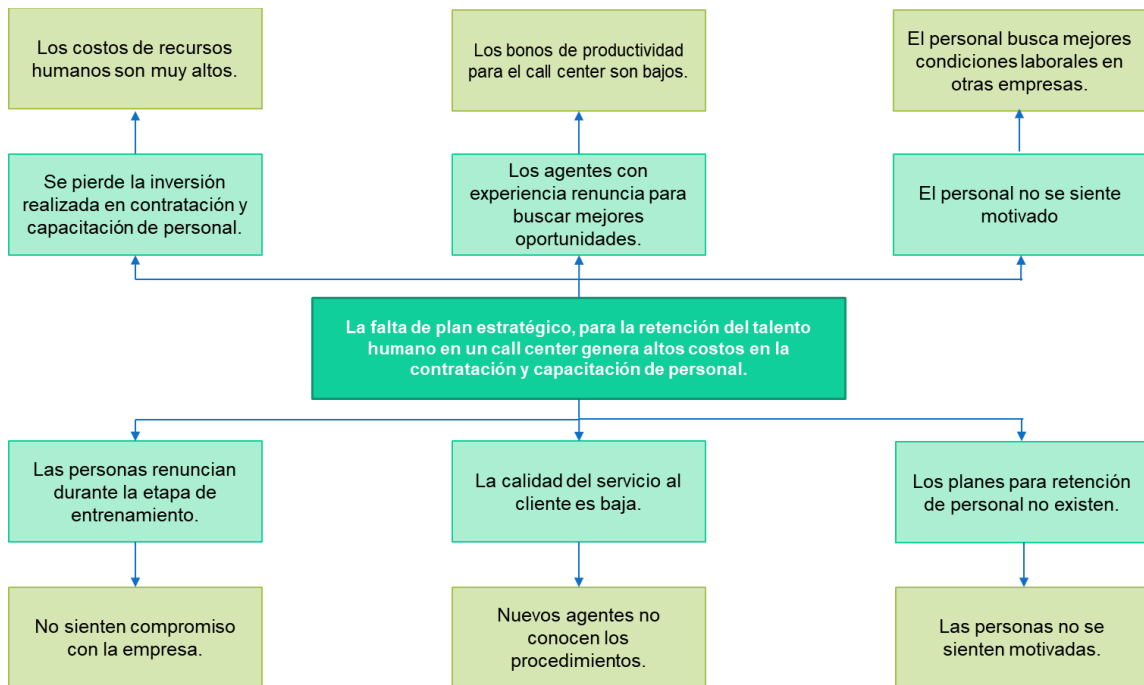 Los costos de recursos
humanos son muy altos.
Los bonos de productividad
para el call center son bajos.
El personal busca mejores
condiciones laborales en
otras empresas.
Se pierde la inversión
realizada en contratación y
capacitación de personal.
Los agentes con
experiencia renuncia para
buscar mejores
oportunidades.
El personal no se siente
motivado
La falta de plan estratégico, para la retención del talento
humano en un call center genera altos costos en la
contratación y capacitación de personal.
Las personas renuncian
durante la etapa de
entrenamiento.
La calidad del servicio al
cliente es baja.
Los planes para retención
de personal no existen.
No sienten compromiso
con la empresa.
Nuevos agentes no
conocen los
procedimientos.
Las personas no se
sienten motivadas.